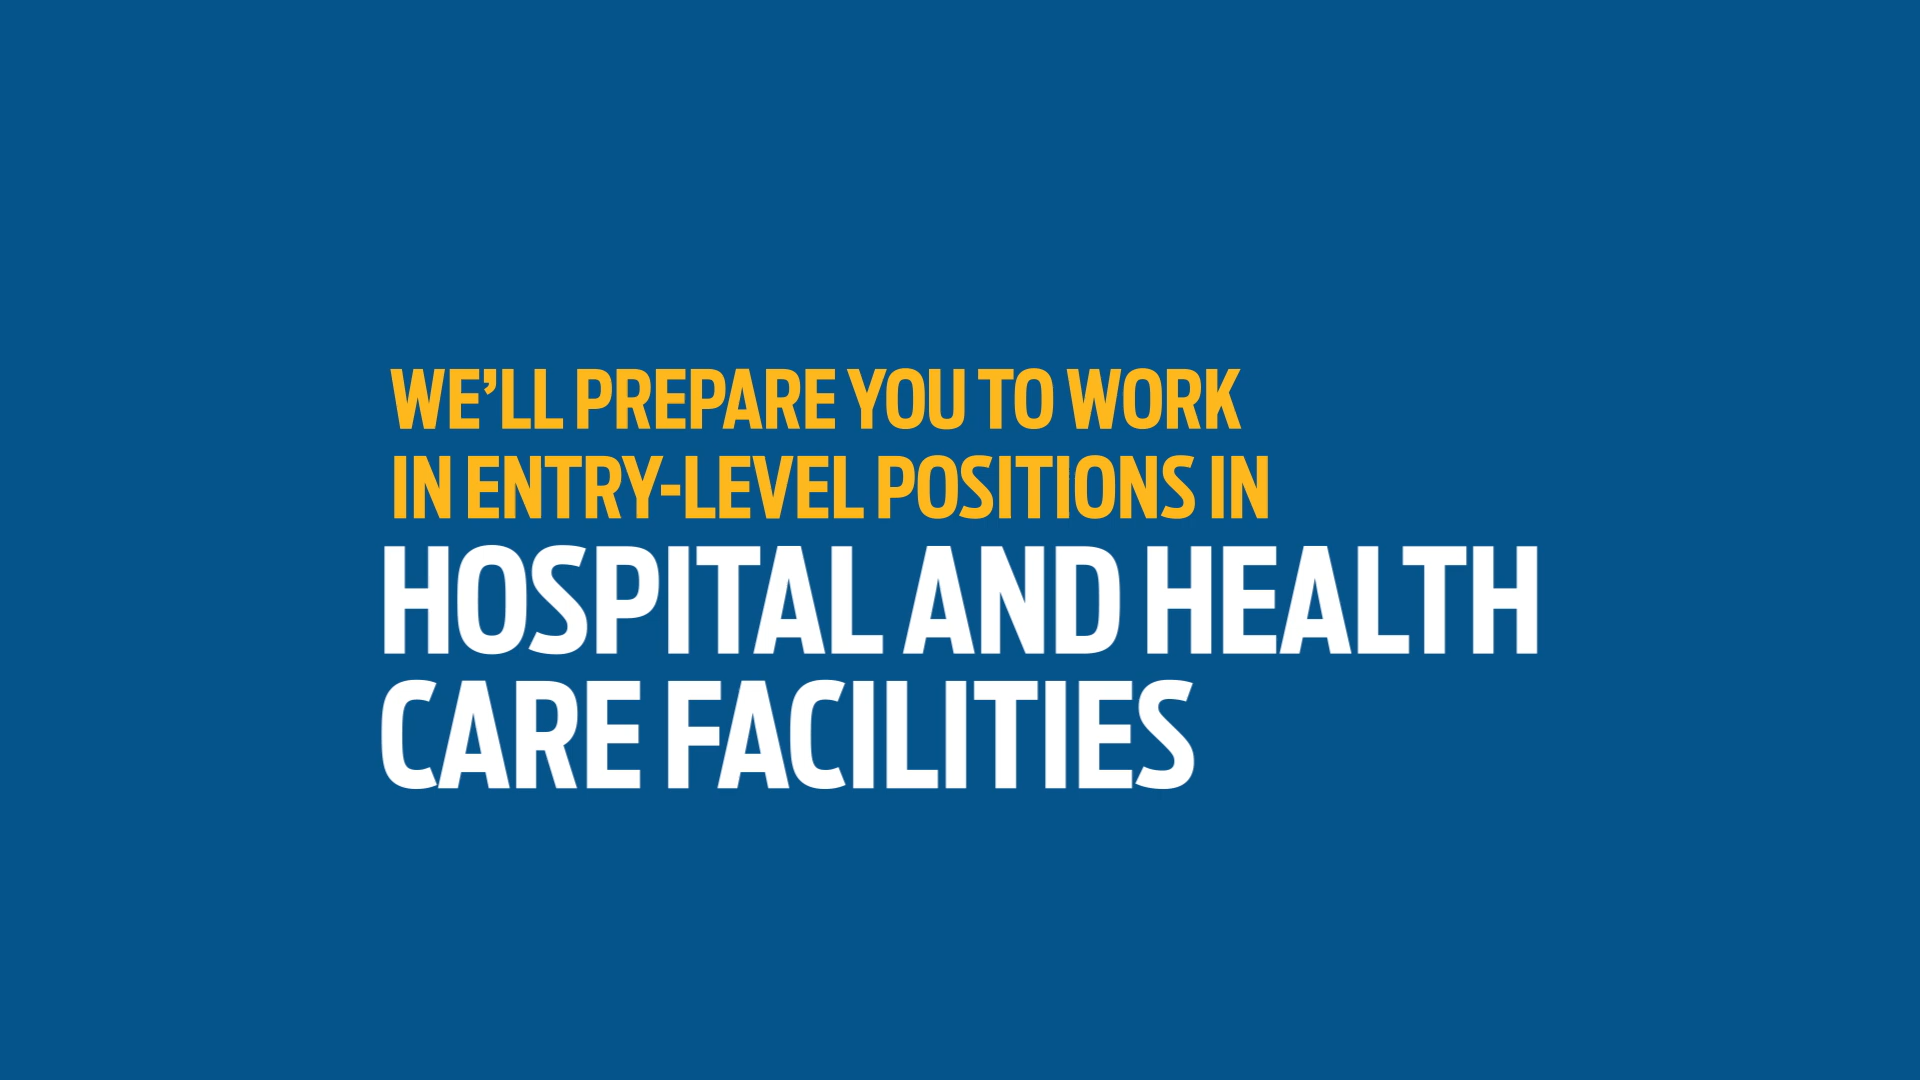 WE’LL PREPARE YOU TO WORK
IN ENTRY-LEVEL POSITIONS IN
HOSPITAL AND HEALTH
CARE FACILITIES